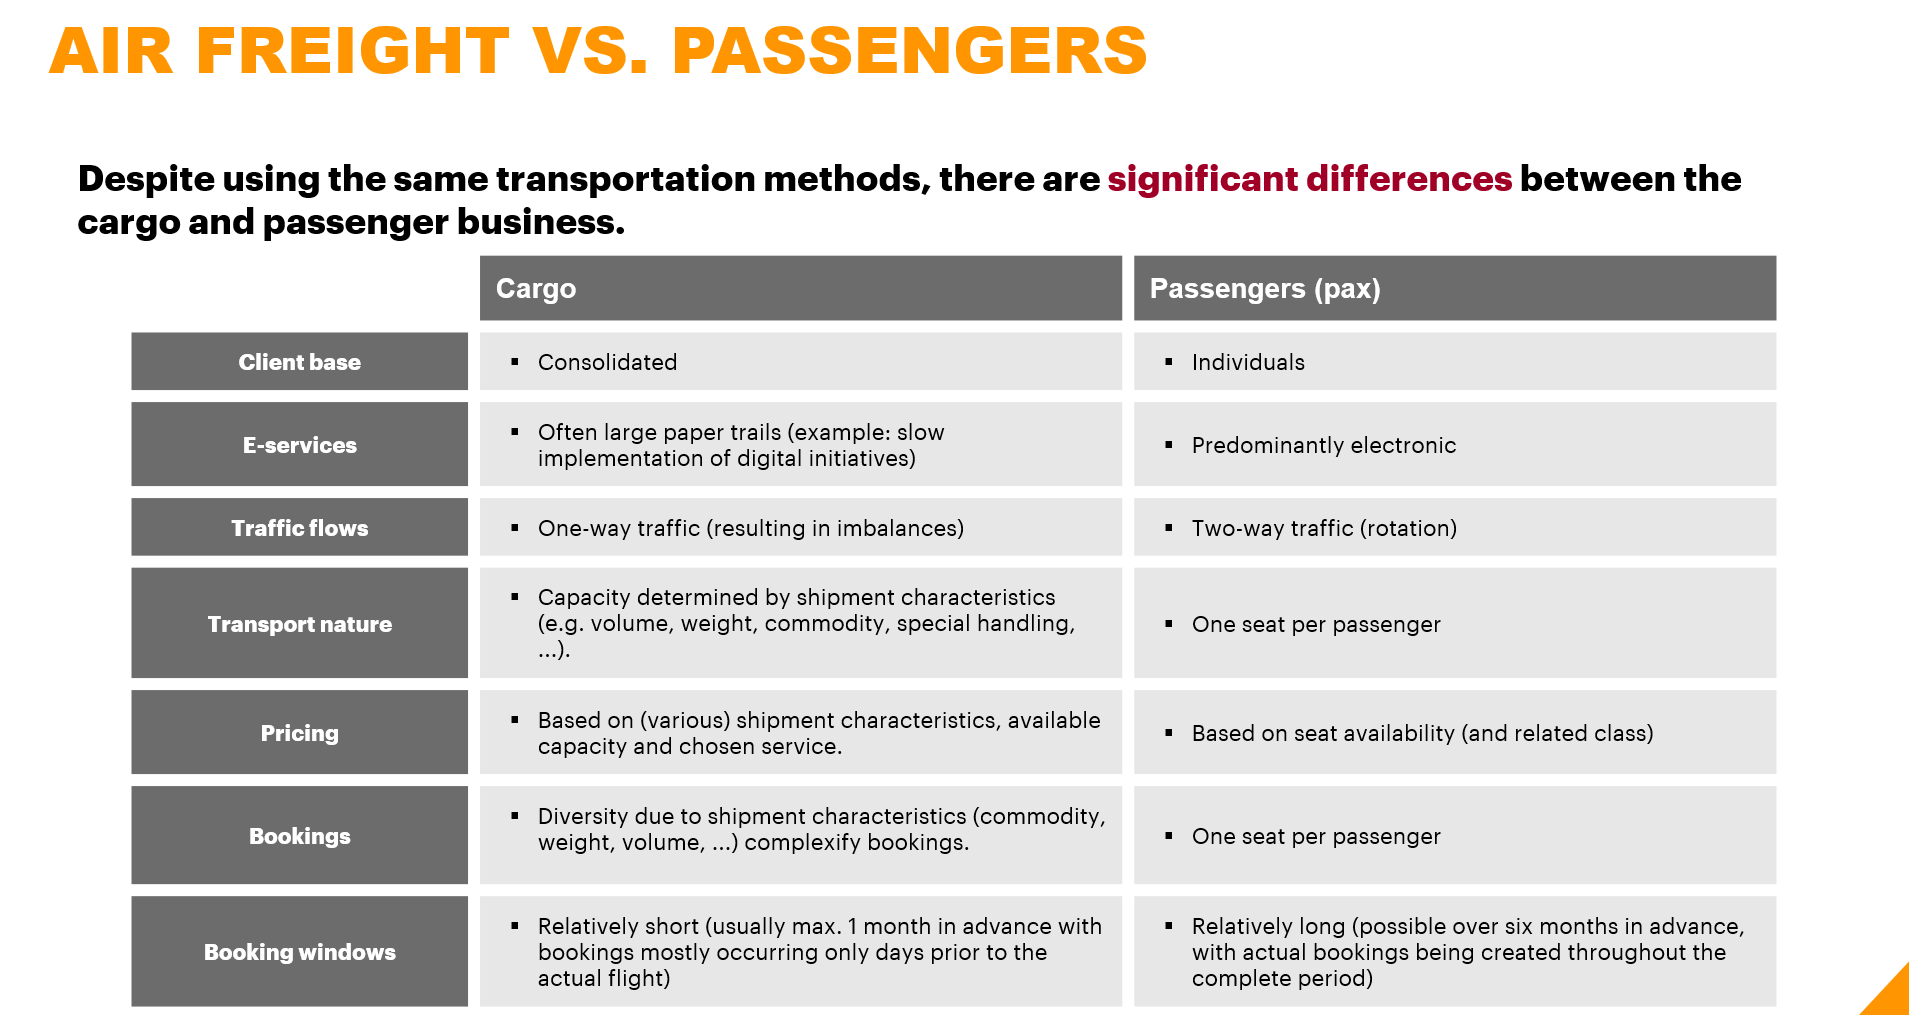 AIR FREIGHT VS. PASSENGERS
Despite using the same transportation methods, there are significant differences between the
cargo and passenger business.
Cargo
Passengers (pax)
Client base
▪ Consolidated
▪ Individuals
E-services
▪ Often large paper trails (example: slow
implementation of digital initiatives)
▪ Predominantly electronic
Traffic flows
▪ One-way traffic (resulting in imbalances)
▪ Two-way traffic (rotation)
Transport nature
▪ Capacity determined by shipment characteristics
(e.g. volume, weight, commodity, special handling,
...).
▪ One seat per passenger
Pricing
▪ Based on (various) shipment characteristics, available
capacity and chosen service.
▪ Based on seat availability (and related class)
Bookings
▪ Diversity due to shipment characteristics (commodity,
weight, volume, ...) complexify bookings.
▪ One seat per passenger
Booking windows
▪ Relatively short (usually max. 1 month in advance with
bookings mostly occurring only days prior to the
actual flight)
▪ Relatively long (possible over six months in advance,
with actual bookings being created throughout the
complete period)